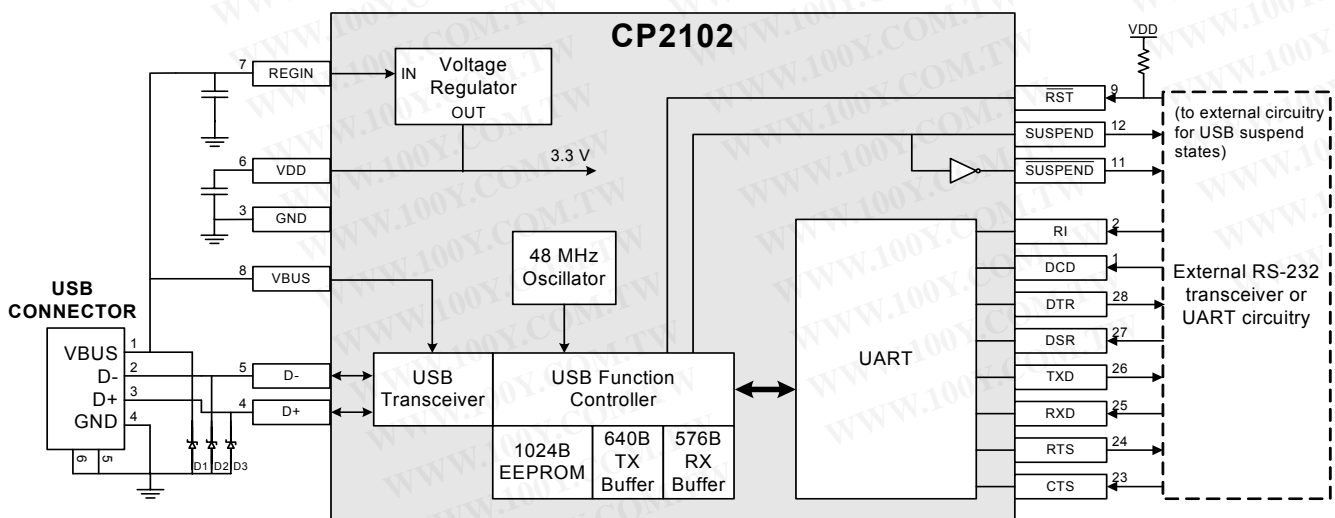 CP2102
7 REGIN
IN
Voltage
Regulator
OUT
6 VDD
3.3 V
3 GND
8 VBUS
48 MHz
Oscillator
USB
CONNECTOR
VBUS 1
D- 2
D+ 3
GND 4
6 5
D1 D2 D3
5 D-
4 D+
USB
Transceiver
USB Function
Controller
1024B
EEPROM
640B
TX
Buffer
576B
RX
Buffer
UART
VDD
RST 9
SUSPEND 12
SUSPEND 11
RI 2
DCD 1
DTR 28
DSR 27
TXD 26
RXD 25
RTS 24
CTS 23
(to external circuitry
for USB suspend
states)
External RS-232
transceiver or
UART circuitry
WWW.100Y.COM.TW